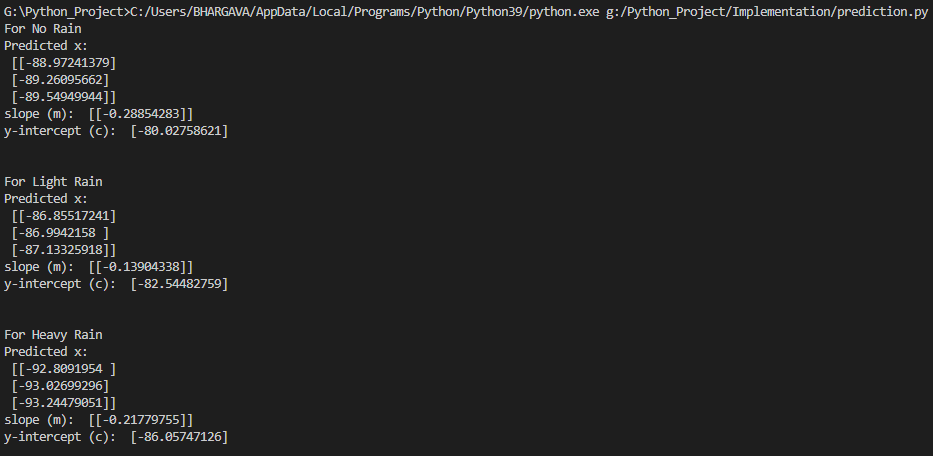 G:\Python_Project>C:/Users/BHARGAVA/AppData/Local/Programs/Python/Python39/python.exe g:/Python_Project/Implementation/prediction.py
For No Rain
Predicted x:
 [[-88.97241379]
 [-89.26095662]
 [-89.54949944]]
slope (m):  [[-0.28854283]]
y-intercept (c):  [-80.02758621]
For Light Rain
Predicted x:
 [[-86.85517241]
 [-86.9942158 ]
 [-87.13325918]]
slope (m):  [[-0.13904338]]
y-intercept (c):  [-82.54482759]
For Heavy Rain
Predicted x:
 [[-92.8091954 ]
 [-93.02699296]
 [-93.24479051]]
slope (m):  [[-0.21779755]]
y-intercept (c):  [-86.05747126]